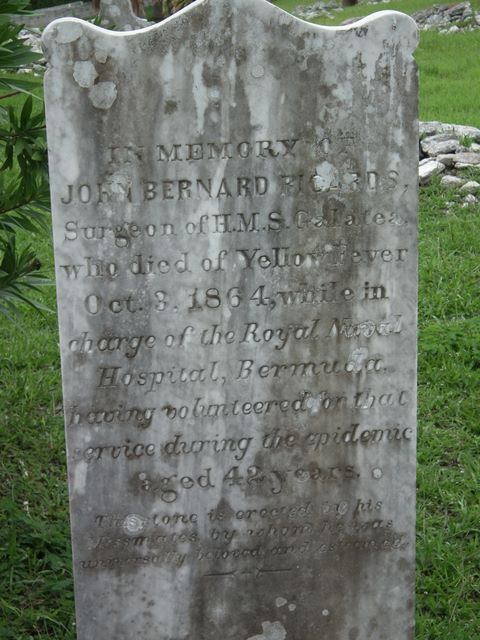 IN MEMORY OF
JOHN BERNARD RICARDS,
Surgeon of H.M.S. Galatea
who died of Yellow Fever
Oct. 3, 1864, while in
charge of the Royal Naval
Hospital, Bermuda,
having volunteered for that
service during the epidemic
aged 42 years.
This stone is erected by his
Messmates, by whom he was
universally beloved and esteemed.